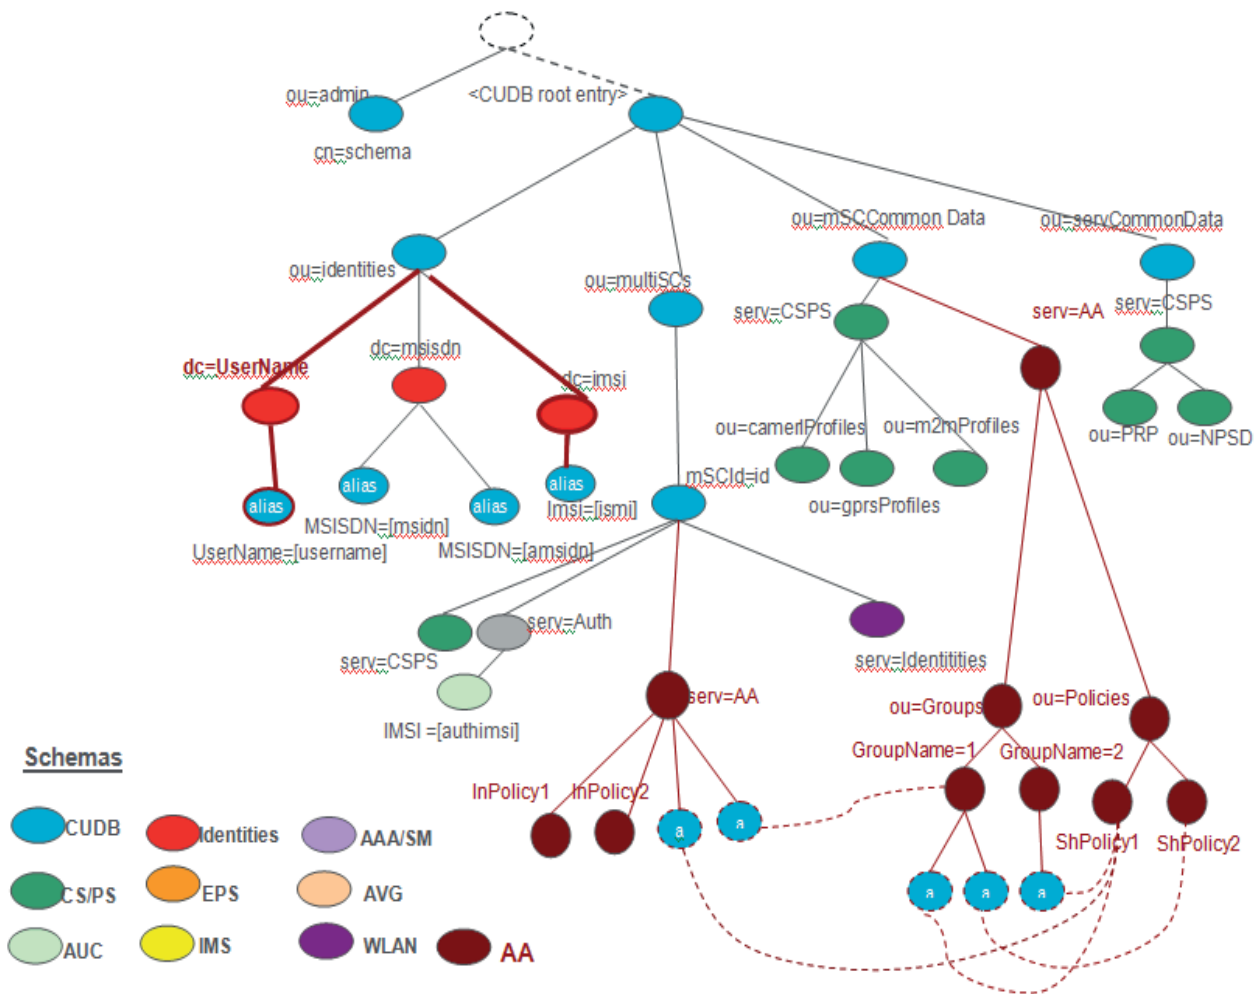 ou=admin
<CUDB root entry>
cn=schema
ou=mSCCommon Data
ou=servCommonData
ou=identities
ou=multiSCs
serv=CSPS
serv=AA
serv=CSPS
dc=UserName
dc=msisdn
dc=imsi
ou=camerlProfiles
ou=m2mProfiles
ou=PRP
ou=NPSD
mSCId=id
ou=gprsProfiles
alias
alias
alias
alias
Imsi=[ismi]
MSISDN=[msidn]
UserName=[username]
MSISDN=[amsidn]
serv=Auth
serv=CSPS
serv=Identitities
IMSI =[authimsi]
serv=AA
ou=Groups
ou=Policies
GroupName=1
GroupName=2
InPolicy1
InPolicy2
a
a
ShPolicy1
ShPolicy2
a
a
a
Schemas
CUDB
Identities
AAA/SM
CS/PS
EPS
AVG
AUC
IMS
WLAN
AA